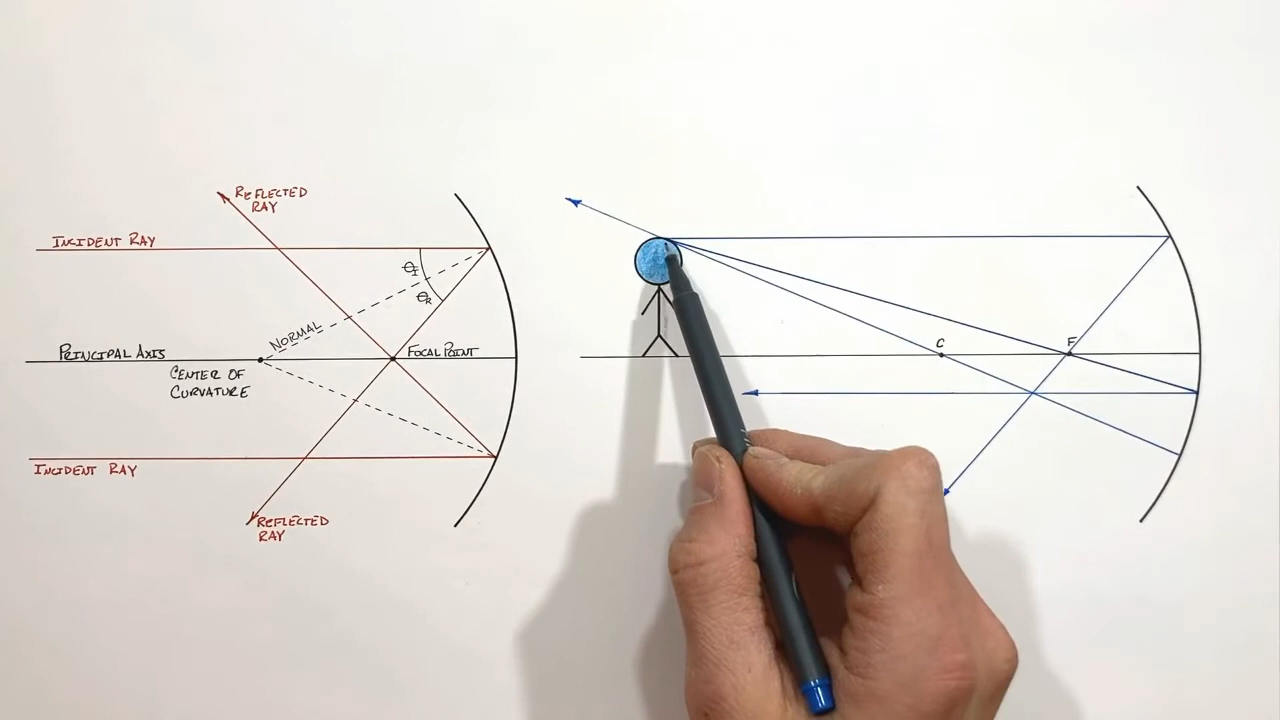 REFLECTED
RAY
INCIDENT RAY
θI
θR
NORMAL
PRINCIPAL AXIS
FOCAL POINT
CENTER OF
CURVATURE
INCIDENT RAY
REFLECTED
RAY
C
F